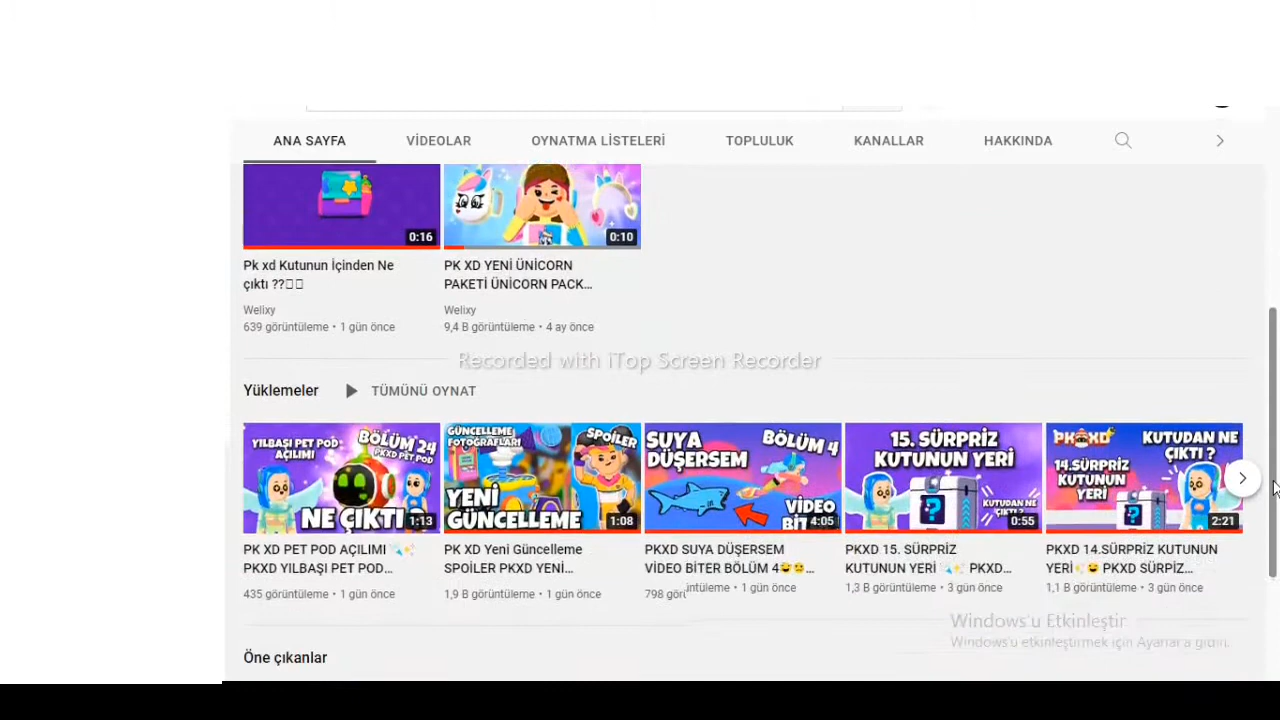 ANA SAYFA VİDEOLAR OYNATMA LİSTELERİ TOPLULUK KANALLAR HAKKINDA
0:16
0:10
Pk xd Kutunun İçinden Ne
çıktı ??
Welixy
639 görüntüleme • 1 gün önce
PK XD YENİ ÜNİCORN
PAKETİ ÜNİCORN PACK...
Welixy
9,4 B görüntüleme • 4 ay önce
Recorded with iTop Screen Recorder
Yüklemeler TÜMÜNÜ OYNAT
YILBAŞI PET POD
AÇILIMI
BÖLÜM 24
PKXD PET POD
NE ÇIKTI
1:13
PK XD PET POD AÇILIMI
PKXD YILBAŞI PET POD...
435 görüntüleme • 1 gün önce
GÜNCELLEME
FOTOĞRAFLARI
SPOİLER
YENİ
GÜNCELLEME
1:08
PK XD Yeni Güncelleme
SPOİLER PKXD YENİ...
1,9 B görüntüleme • 1 gün önce
SUYA
DÜŞERSEM
BÖLÜM 4
VİDEO
BİT
4:05
PKXD SUYA DÜŞERSEM
VİDEO BİTER BÖLÜM 4😂😂...
798 görüntüleme • 1 gün önce
15. SÜRPRİZ
KUTUNUN YERİ
KUTUDAN NE
ÇIKTI ?
0:55
PKXD 15. SÜRPRİZ
KUTUNUN YERİ PKXD...
1,3 B görüntüleme • 3 gün önce
PKXD
14.SÜRPRİZ
KUTUNUN
YERİ
KUTUDAN NE
ÇIKTI ?
2:21
PKXD 14.SÜRPRİZ KUTUNUN
YERİ✨😂 PKXD SÜRPİZ...
1,1 B görüntüleme • 3 gün önce
Windows'u Etkinleştir
Windows'u etkinleştirmek için Ayarlar'a gidin.
Öne çıkanlar